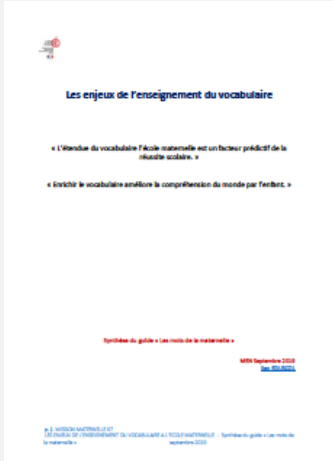 Les enjeux de l'enseignement du vocabulaire
« L'étendue du vocabulaire l'école maternelle est un facteur prédictif de la
réussite scolaire. »
« Enrichir le vocabulaire améliore la compréhension du monde par l'enfant. »
Synthèse du guide « Les mots de la maternelle »
MEN Septembre 2019
p.1 MISSION MATERNELLE 67
LES ENJEUX DE L'ENSEIGNEMENT DU VOCABULAIRE A L'ECOLE MATERNELLE - Synthèse du guide « Les mots de
la maternelle » septembre 2019